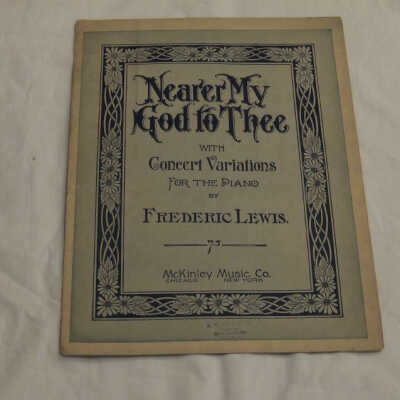 Nearer My
God to Thee
WITH
Concert Variations
FOR THE PIANO
BY
FREDERIC LEWIS.
7
McKinley Music Co.
CHICAGO NEW YORK